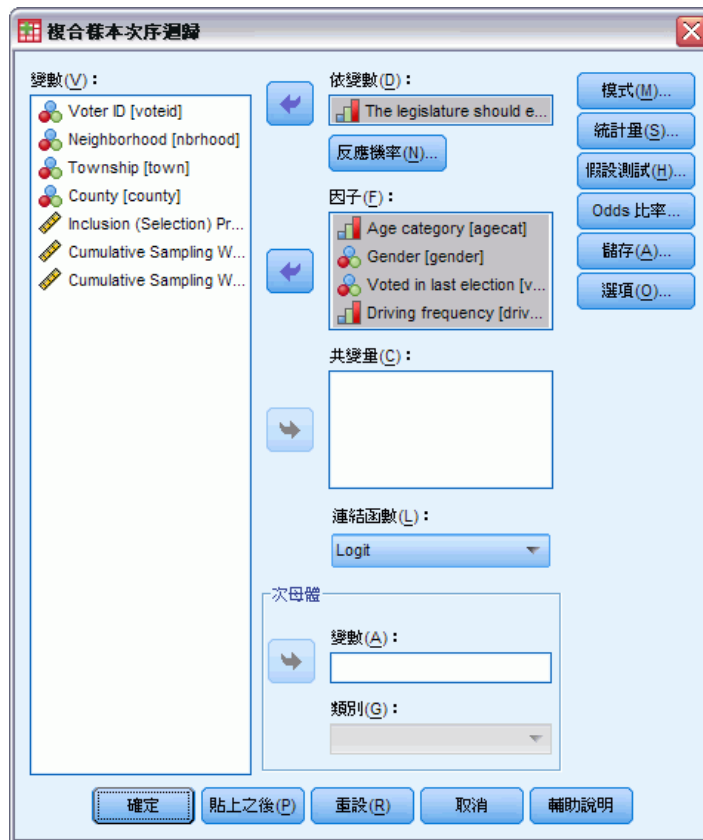 複合樣本次序迴歸
變數(V)：
Voter ID [voteid]
Neighborhood [nbrhood]
Township [town]
County [county]
Inclusion (Selection) Pr...
Cumulative Sampling W...
Cumulative Sampling W...
依變數(D)：
The legislature should e...
反應機率(N)...
因子(F)：
Age category [agecat]
Gender [gender]
Voted in last election [v...
Driving frequency [driv...
共變量(C)：
連結函數(L)：
Logit
次母體
變數(A)：
類別(G)：
模式(M)...
統計量(S)...
假設測試(H)...
Odds 比率...
儲存(A)...
選項(O)...
確定
貼上之後(P)
重設(R)
取消
輔助說明